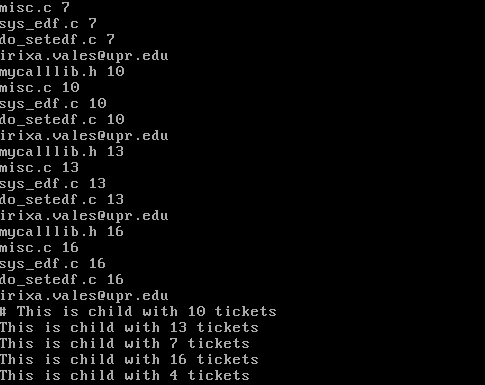 misc.c 7
sys_edf.c 7
do_setedf.c 7
irixa.vales@upr.edu
mycalllib.h 10
misc.c 10
sys_edf.c 10
do_setedf.c 10
irixa.vales@upr.edu
mycalllib.h 13
misc.c 13
sys_edf.c 13
do_setedf.c 13
irixa.vales@upr.edu
mycalllib.h 16
misc.c 16
sys_edf.c 16
do_setedf.c 16
irixa.vales@upr.edu
# This is child with 10 tickets
This is child with 13 tickets
This is child with 7 tickets
This is child with 16 tickets
This is child with 4 tickets